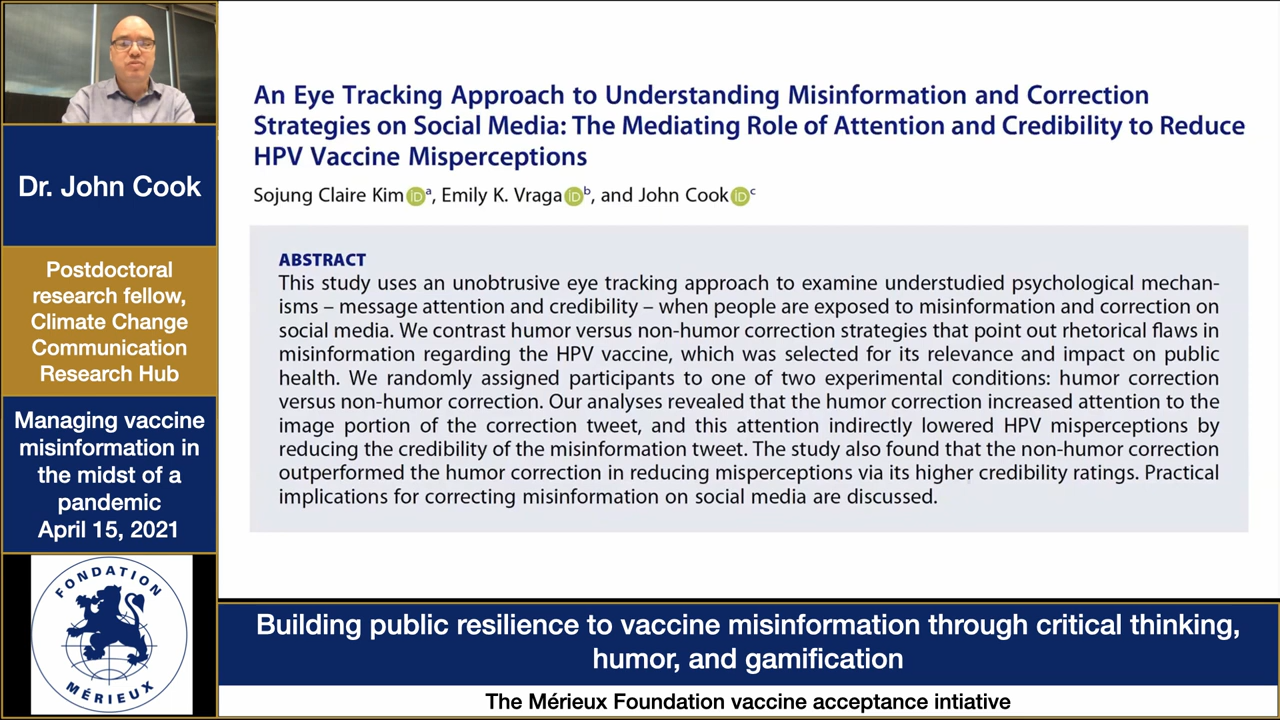 Dr. John Cook
Postdoctoral
research fellow,
Climate Change
Communication
Research Hub
Managing vaccine
misinformation in
the midst of a
pandemic
April 15, 2021
FONDATION
MÉRIEUX
An Eye Tracking Approach to Understanding Misinformation and Correction
Strategies on Social Media: The Mediating Role of Attention and Credibility to Reduce
HPV Vaccine Misperceptions
Sojung Claire Kim iD a, Emily K. Vraga iD b, and John Cook iD c
ABSTRACT
This study uses an unobtrusive eye tracking approach to examine understudied psychological mechan-
isms – message attention and credibility – when people are exposed to misinformation and correction on
social media. We contrast humor versus non-humor correction strategies that point out rhetorical flaws in
misinformation regarding the HPV vaccine, which was selected for its relevance and impact on public
health. We randomly assigned participants to one of two experimental conditions: humor correction
versus non-humor correction. Our analyses revealed that the humor correction increased attention to the
image portion of the correction tweet, and this attention indirectly lowered HPV misperceptions by
reducing the credibility of the misinformation tweet. The study also found that the non-humor correction
outperformed the humor correction in reducing misperceptions via its higher credibility ratings. Practical
implications for correcting misinformation on social media are discussed.
Building public resilience to vaccine misinformation through critical thinking,
humor, and gamification
The Mérieux Foundation vaccine acceptance intiative